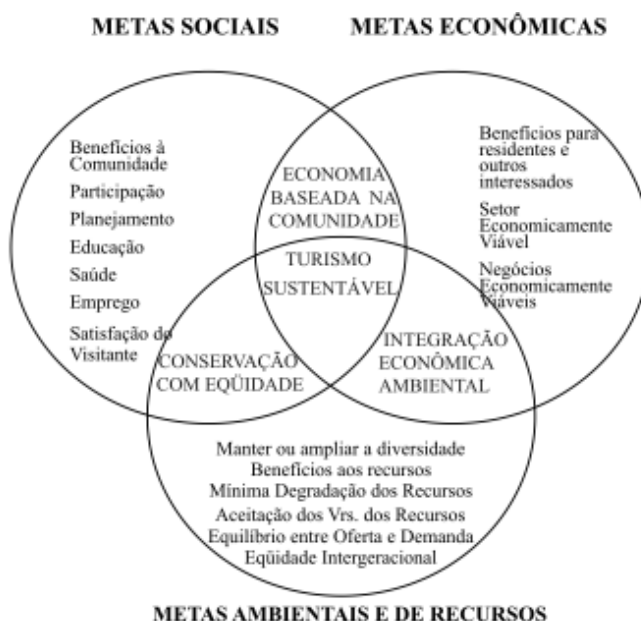 METAS SOCIAIS
METAS ECONÔMICAS
Benefícios à
Comunidade
Participação
Planejamento
Educação
Saúde
Emprego
Satisfação do
Visitante
ECONOMIA
BASEADA NA
COMUNIDADE
Benefícios para
residentes e
outros
interessados
Setor
Economicamente
Viável
Negócios
Economicamente
Viáveis
TURISMO
SUSTENTÁVEL
CONSERVAÇÃO
COM EQÜIDADE
INTEGRAÇÃO
ECONÔMICA
AMBIENTAL
Manter ou ampliar a diversidade
Benefícios aos recursos
Mínima Degradação dos Recursos
Aceitação dos Vrs. dos Recursos
Equilíbrio entre Oferta e Demanda
Eqüidade Intergeracional
METAS AMBIENTAIS E DE RECURSOS